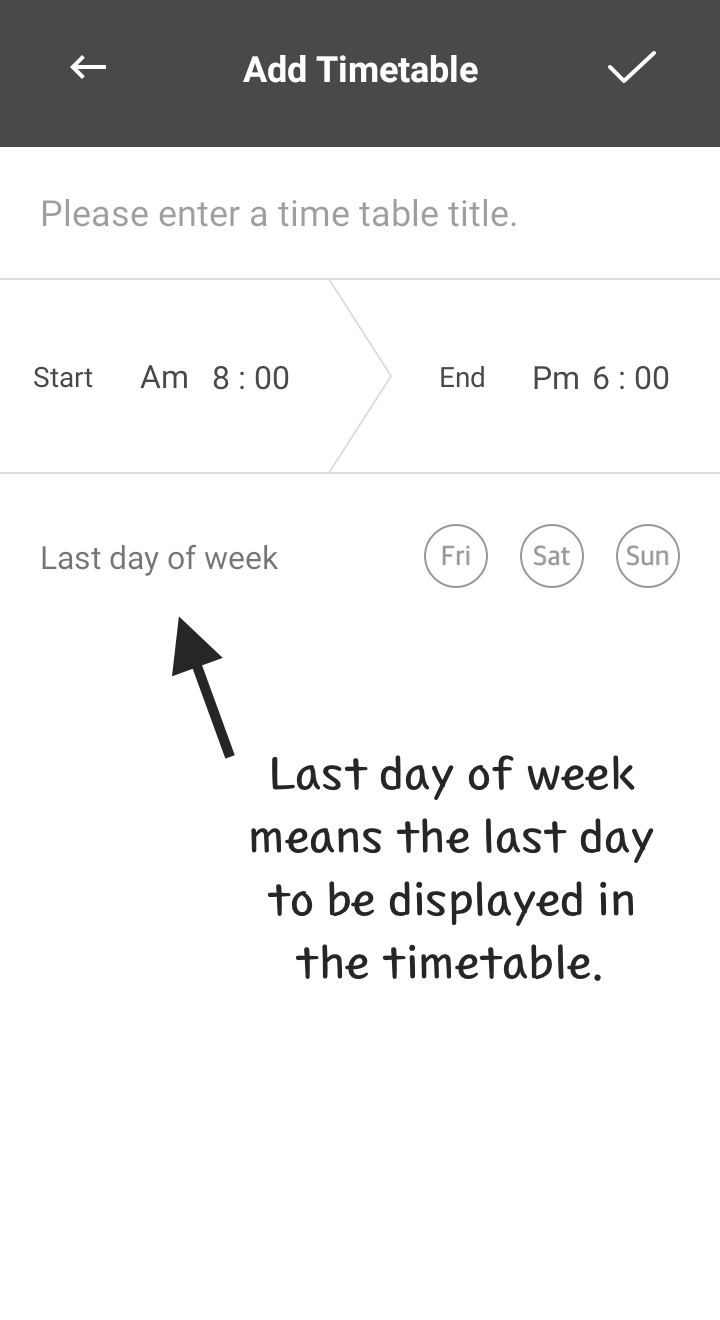 Add Timetable
Please enter a time table title.
Start Am 8 : 00 End Pm 6 : 00
Last day of week Fri Sat Sun
Last day of week
means the last day
to be displayed in
the timetable.